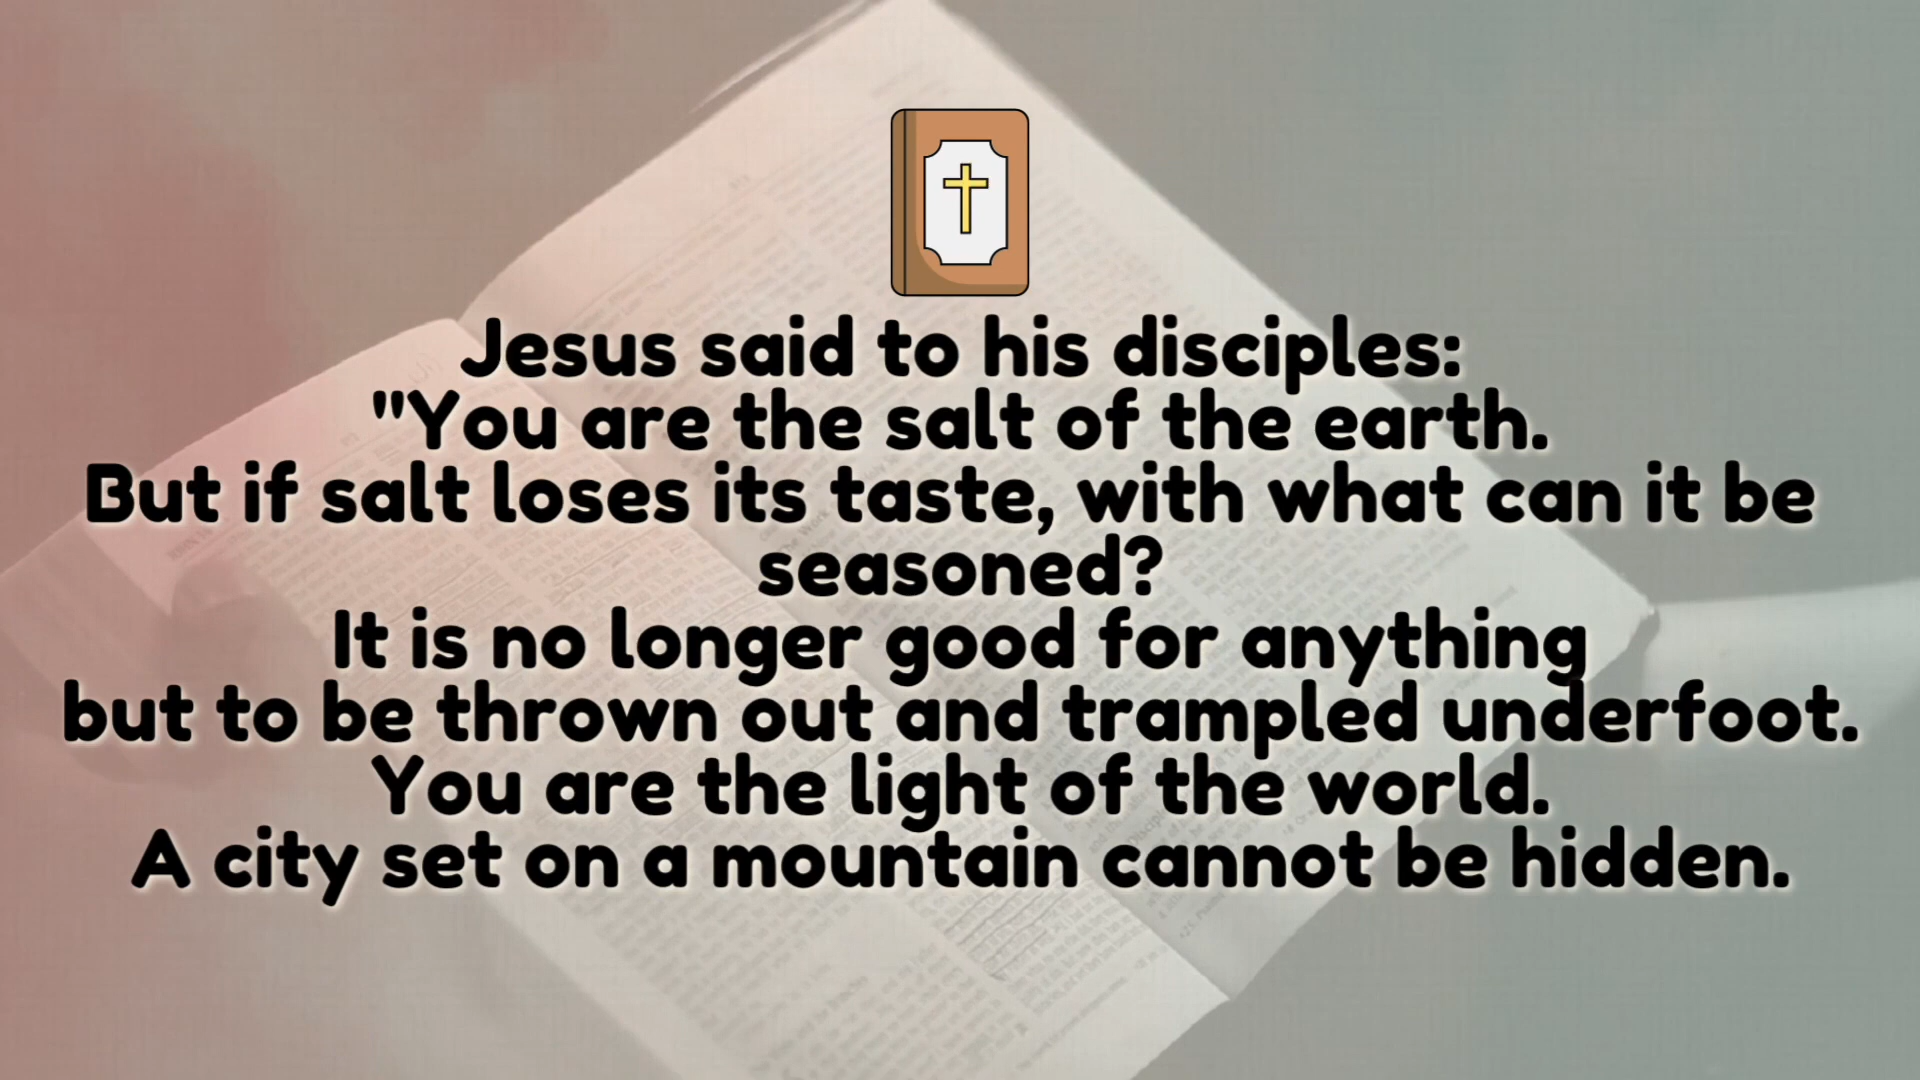 Jesus said to his disciples:
"You are the salt of the earth.
But if salt loses its taste, with what can it be
seasoned?
It is no longer good for anything
but to be thrown out and trampled underfoot.
You are the light of the world.
A city set on a mountain cannot be hidden.